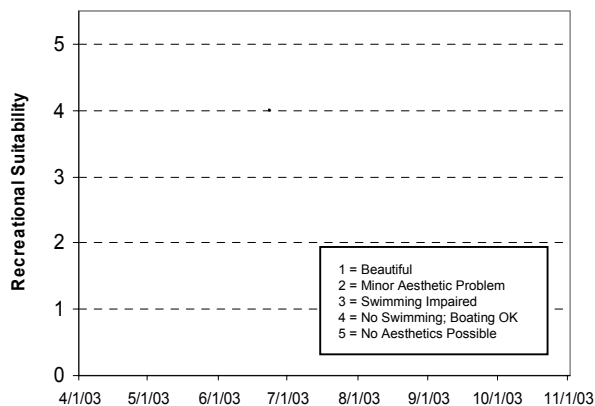 Recreational Suitability
5
4
3
2
1
0
1 = Beautiful
2 = Minor Aesthetic Problem
3 = Swimming Impaired
4 = No Swimming; Boating OK
5 = No Aesthetics Possible
4/1/03 5/1/03 6/1/03 7/1/03 8/1/03 9/1/03 10/1/03 11/1/03